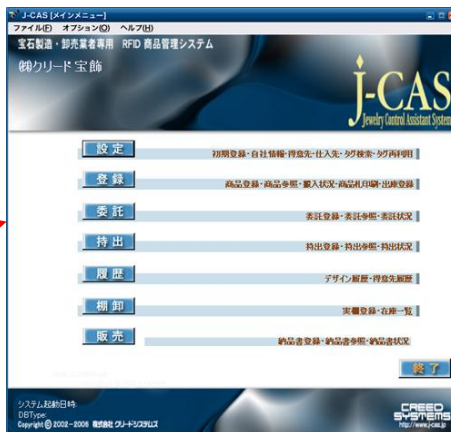 J-CAS [メインメニュー]
ファイル(F) オプション(O) ヘルプ(H)
宝石製造・卸売業者専用 RFID 商品管理システム
㈱クリード宝飾
j-CAS
Jewelry Control Assistant System
設定 初期登録・自社情報・得意先・仕入先・タグ検索・タグ再利用
登録 商品登録・商品参照・搬入状況・商品札印刷・出庫登録
委託 委託登録・委託参照・委託状況
持出 持出登録・持出参照・持出状況
履歴 デザイン履歴・得意先履歴
棚卸 実棚登録・在庫一覧
販売 納品書登録・納品書参照・納品書状況
終了
システム起動日時:
DBType:
Copyright © 2002-2006 株式会社 クリードシステムズ
CREED
SYSTEMS
http://www.j-cas.jp